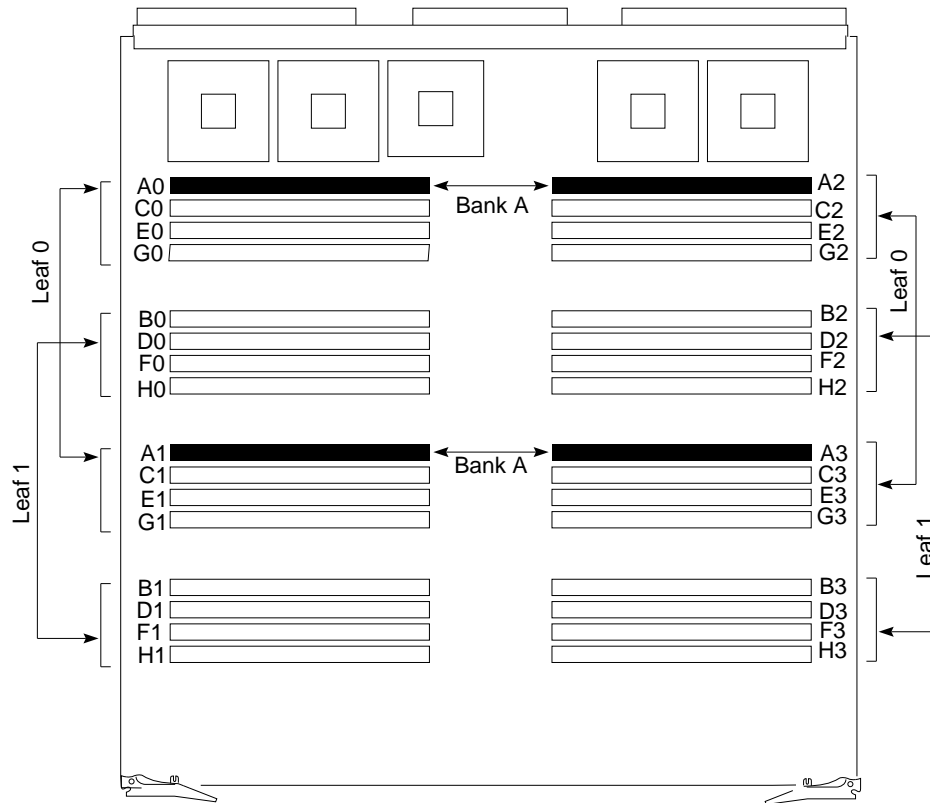 A0 Bank A A2
C0 C2
E0 E2
G0 G2
Leaf 0 Leaf 0
B0 B2
D0 D2
F0 F2
H0 H2
A1 Bank A A3
C1 C3
E1 E3
G1 G3
Leaf 1 Leaf 1
B1 B3
D1 D3
F1 F3
H1 H3